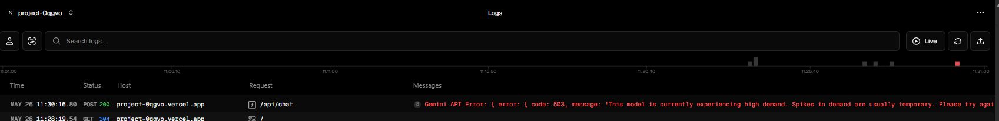 project-0qgvo
Logs
Search logs...
Live
11:01:00 11:06:10 11:11:00 11:15:50 11:20:40 11:25:40 11:31:00
Time Status Host Request Messages
MAY 26 11:30:16.80 POST 200 project-0qgvo.vercel.app /api/chat 8 Gemini API Error: { error: { code: 503, message: 'This model is currently experiencing high demand. Spikes in demand are usually temporary. Please try agai
MAY 26 11:28:19.54 GET 304 project-0qgvo.vercel.app /